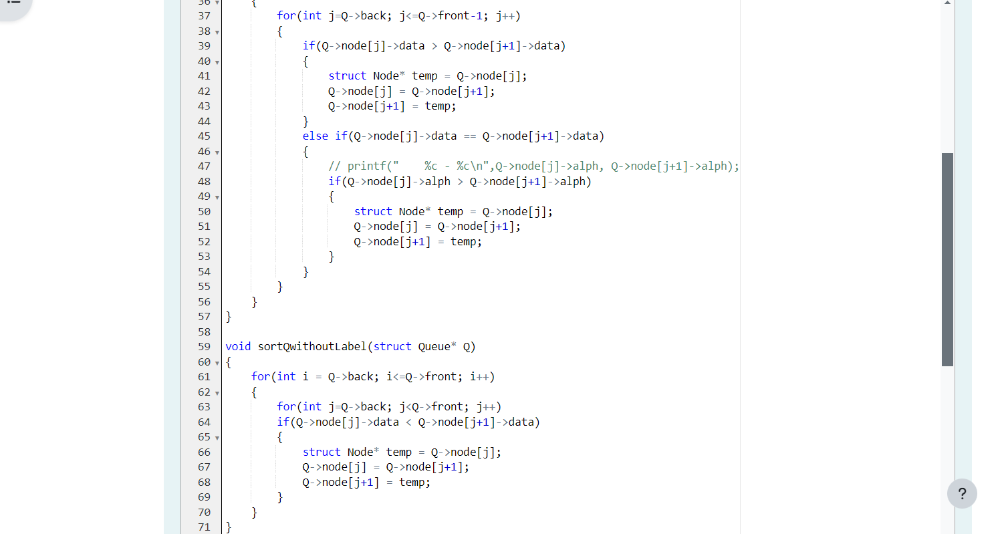 36 {
37 for(int j=Q->back; j<=Q->front-1; j++)
38 {
39 if(Q->node[j]->data > Q->node[j+1]->data)
40 {
41 struct Node* temp = Q->node[j];
42 Q->node[j] = Q->node[j+1];
43 Q->node[j+1] = temp;
44 }
45 else if(Q->node[j]->data == Q->node[j+1]->data)
46 {
47 // printf("    %c - %c\n",Q->node[j]->alph, Q->node[j+1]->alph);
48 if(Q->node[j]->alph > Q->node[j+1]->alph)
49 {
50 struct Node* temp = Q->node[j];
51 Q->node[j] = Q->node[j+1];
52 Q->node[j+1] = temp;
53 }
54 }
55 }
56 }
57 }
58
59 void sortQwithoutLabel(struct Queue* Q)
60 {
61 for(int i = Q->back; i<=Q->front; i++)
62 {
63 for(int j=Q->back; j<Q->front; j++)
64 if(Q->node[j]->data < Q->node[j+1]->data)
65 {
66 struct Node* temp = Q->node[j];
67 Q->node[j] = Q->node[j+1];
68 Q->node[j+1] = temp;
69 }
70 }
71 }
?